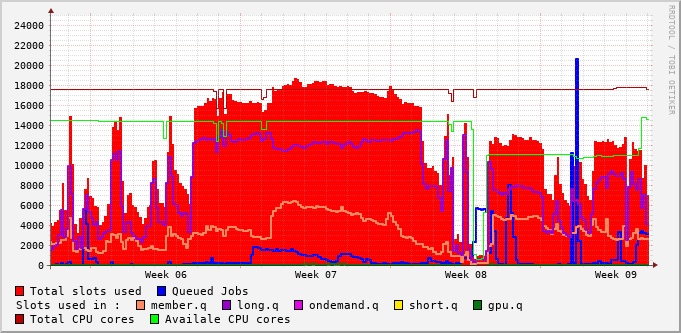 RRDTOOL / TOBI OETIKER
24000
22000
20000
18000
16000
14000
12000
10000
8000
6000
4000
2000
0
Week 06 Week 07 Week 08 Week 09
Total slots used Queued Jobs
Slots used in : member.q long.q ondemand.q short.q gpu.q
Total CPU cores Availale CPU cores